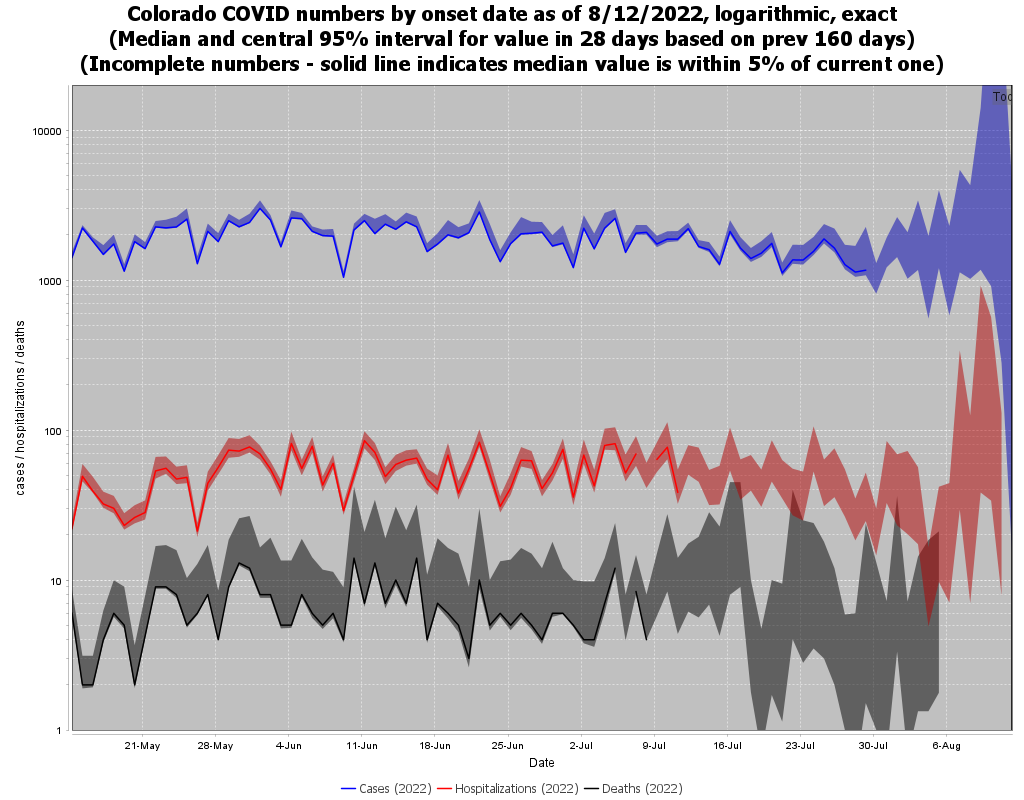 Colorado COVID numbers by onset date as of 8/12/2022, logarithmic, exact
(Median and central 95% interval for value in 28 days based on prev 160 days)
(Incomplete numbers - solid line indicates median value is within 5% of current one)
10000
1000
100
10
1
cases / hospitalizations / deaths
21-May 28-May 4-Jun 11-Jun 18-Jun 25-Jun 2-Jul 9-Jul 16-Jul 23-Jul 30-Jul 6-Aug
Date
Cases (2022) Hospitalizations (2022) Deaths (2022)